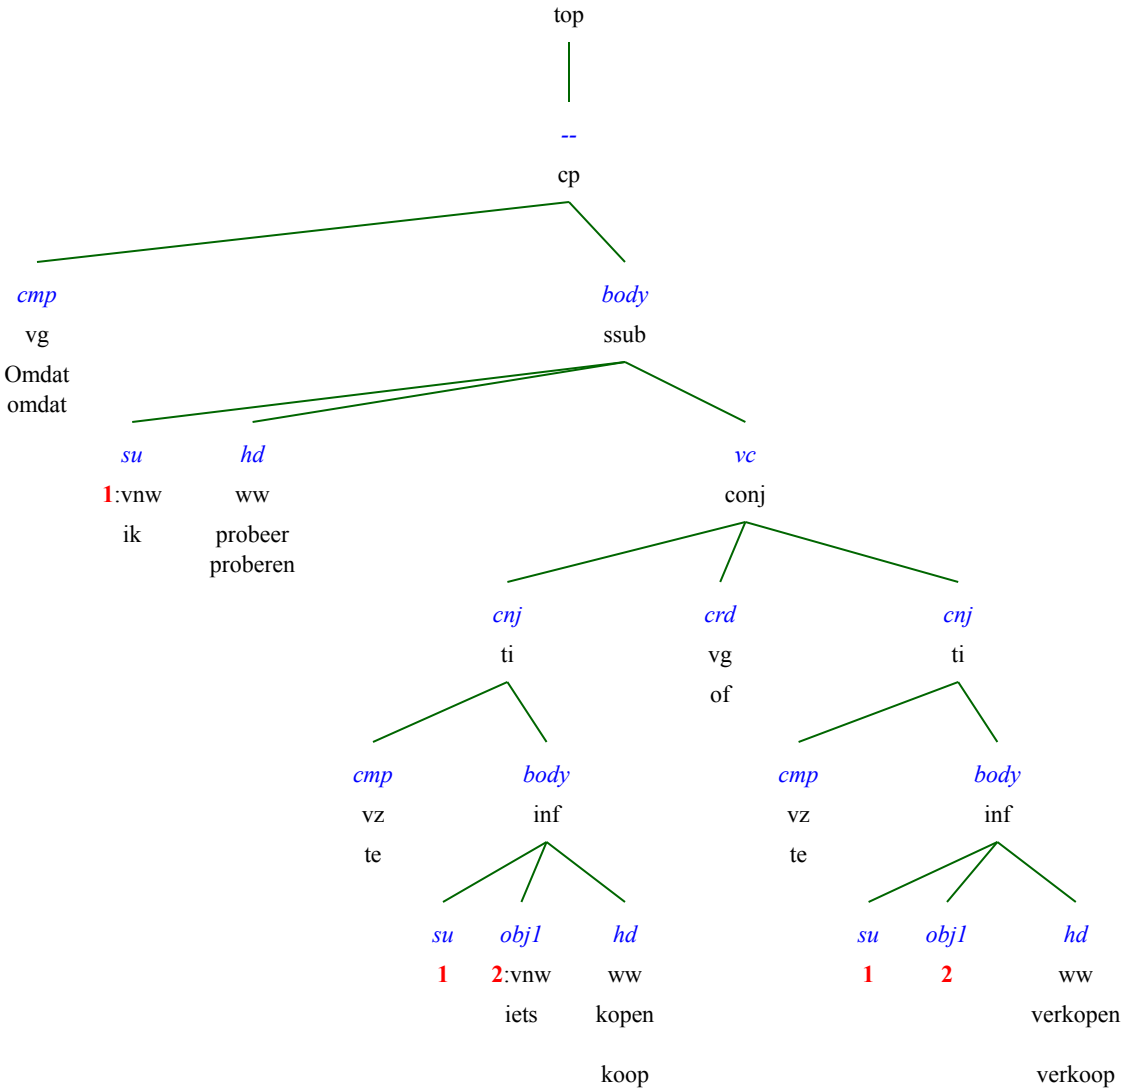 top
--
cp
cmp body
vg ssub
Omdat
omdat
su hd vc
1:vnw ww conj
ik probeer
proberen
cnj crd cnj
ti vg ti
of
cmp body cmp body
vz inf vz inf
te te
su obj1 hd su obj1 hd
1 2:vnw ww 1 2 ww
iets kopen verkopen
koop verkoop